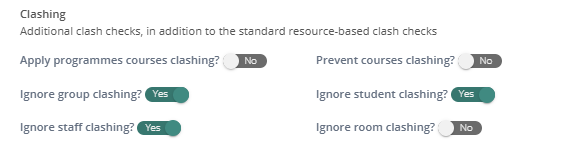 Clashing
Additional clash checks, in addition to the standard resource-based clash checks
Apply programmes courses clashing? No Prevent courses clashing? No
Ignore group clashing? Yes Ignore student clashing? Yes
Ignore staff clashing? Yes Ignore room clashing? No